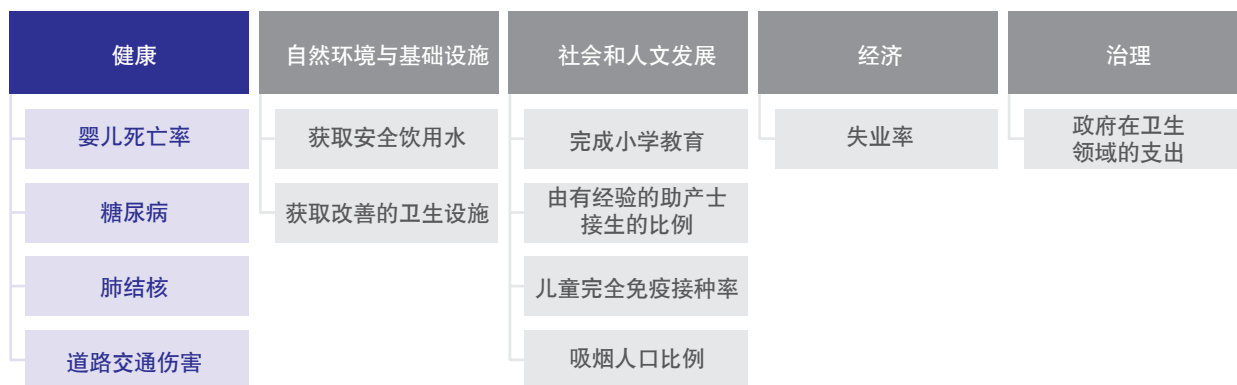 健康
婴儿死亡率
糖尿病
肺结核
道路交通伤害
自然环境与基础设施
获取安全饮用水
获取改善的卫生设施
社会和人文发展
完成小学教育
由有经验的助产士
接生的比例
儿童完全免疫接种率
吸烟人口比例
经济
失业率
治理
政府在卫生
领域的支出